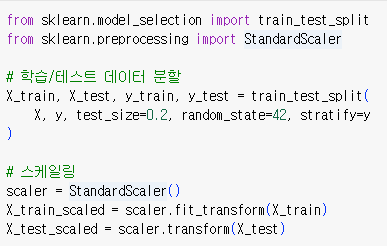 from sklearn.model_selection import train_test_split
from sklearn.preprocessing import StandardScaler
# 학습/테스트 데이터 분할
X_train, X_test, y_train, y_test = train_test_split(
    X, y, test_size=0.2, random_state=42, stratify=y
)
# 스케일링
scaler = StandardScaler()
X_train_scaled = scaler.fit_transform(X_train)
X_test_scaled = scaler.transform(X_test)